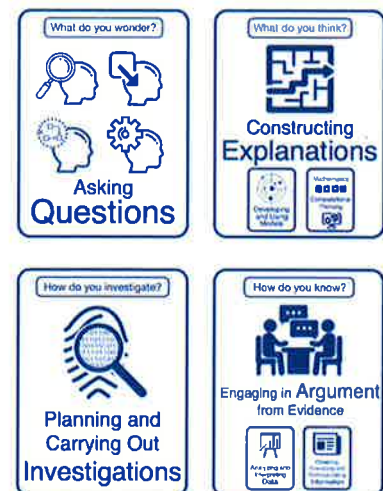 What do you wonder?
Asking
Questions
What do you think?
Constructing
Explanations
Developing
and Using
Models
Mathematics
Computational
Thinking
How do you investigate?
Planning and
Carrying Out
Investigations
How do you know?
Engaging in Argument
from Evidence
Analyzing and
Interpreting
Data
Information